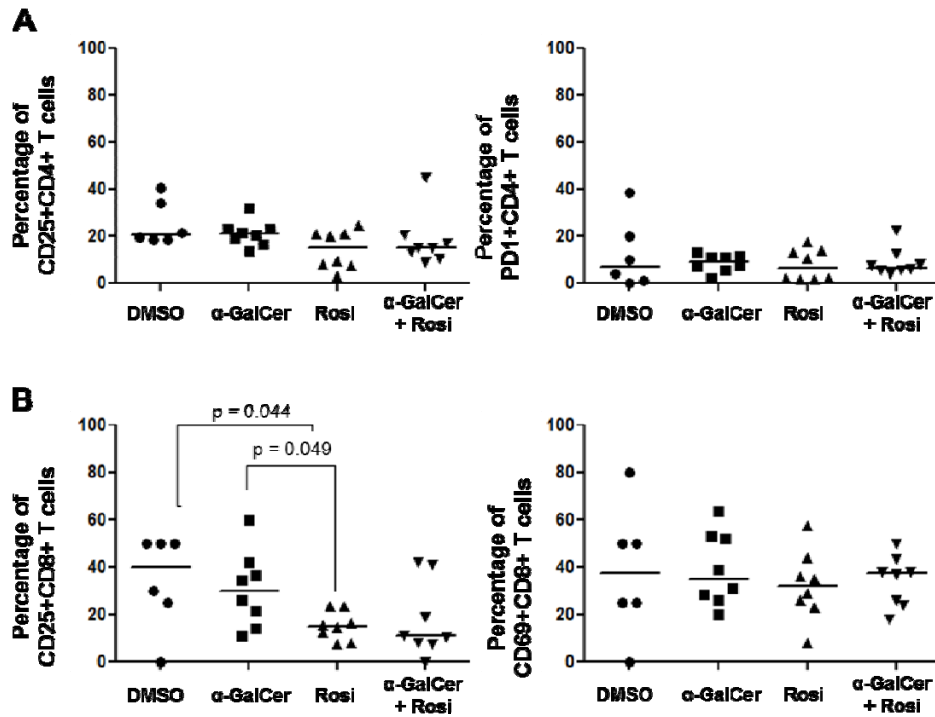 A
Percentage of
CD25+CD4+ T cells
100
80
60
40
20
0
DMSO
α-GalCer
Rosi
α-GalCer
+ Rosi
Percentage of
PD1+CD4+ T cells
100
80
60
40
20
0
DMSO
α-GalCer
Rosi
α-GalCer
+ Rosi
B
Percentage of
CD25+CD8+ T cells
100
80
60
40
20
0
p = 0.044
p = 0.049
DMSO
α-GalCer
Rosi
α-GalCer
+ Rosi
Percentage of
CD69+CD8+ T cells
100
80
60
40
20
0
DMSO
α-GalCer
Rosi
α-GalCer
+ Rosi